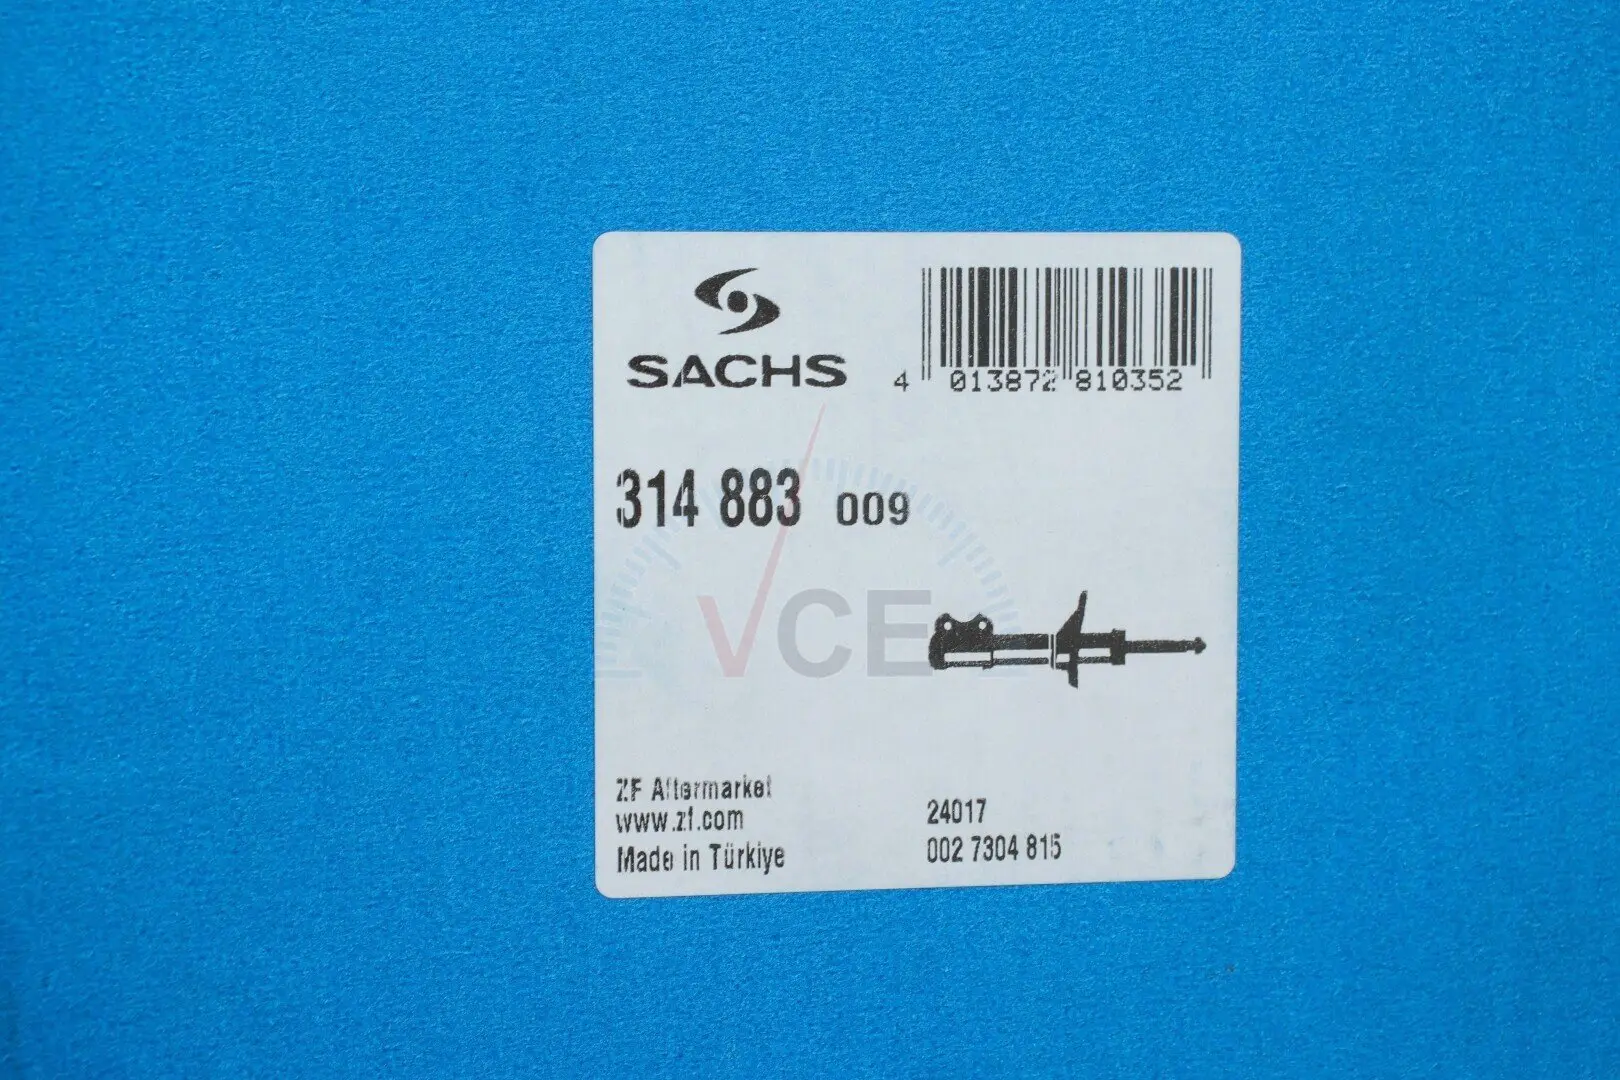 SACHS
4 013872 810352
314 883 009
VCE
ZF Aftermarket
www.zf.com
Made in Türkiye
24017
002 7304 815